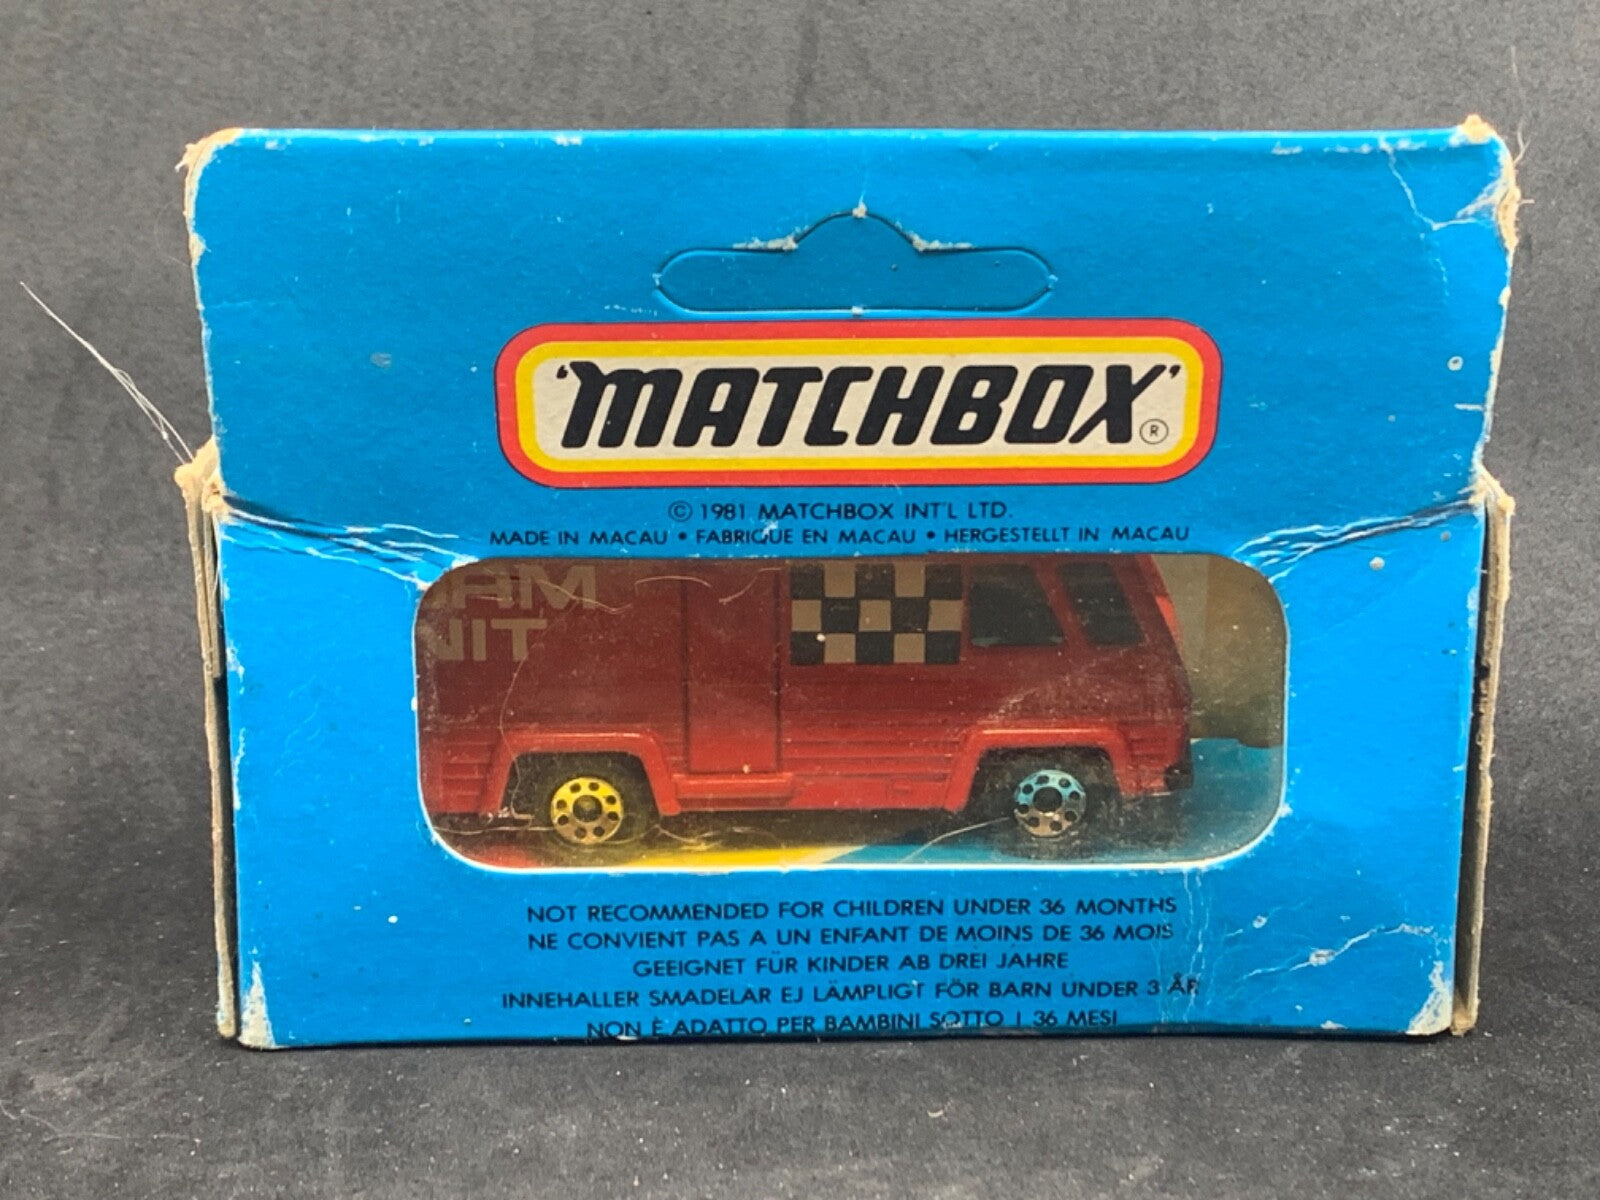 'MATCHBOX'®
© 1981 MATCHBOX INT'L LTD.
MADE IN MACAU • FABRIQUE EN MACAU • HERGESTELLT IN MACAU
NOT RECOMMENDED FOR CHILDREN UNDER 36 MONTHS
NE CONVIENT PAS A UN ENFANT DE MOINS DE 36 MOIS
GEEIGNET FÜR KINDER AB DREI JAHRE
INNEHALLER SMADELAR EJ LÄMPLIGT FÖR BARN UNDER 3 ÅR
NON È ADATTO PER BAMBINI SOTTO I 36 MESI